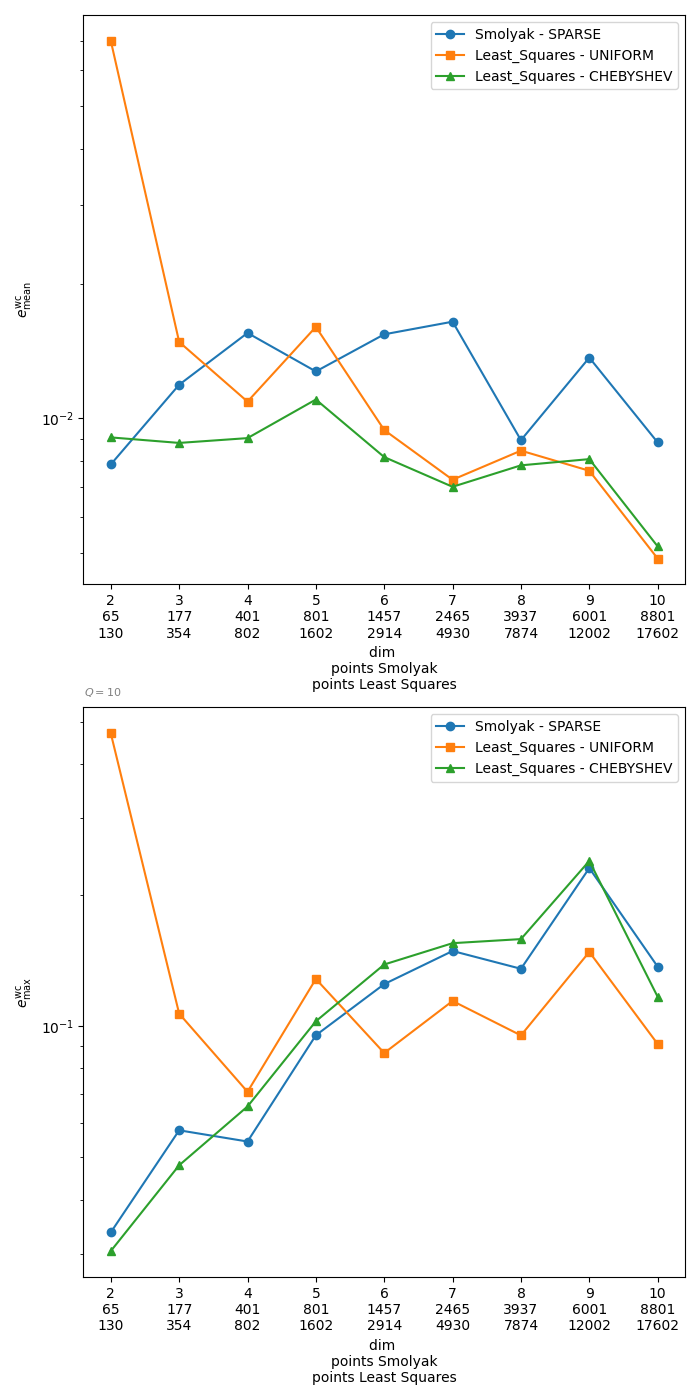 Smolyak - SPARSE
Least_Squares - UNIFORM
Least_Squares - CHEBYSHEV
e^wc_mean
10^−2
2 3 4 5 6 7 8 9 10
65 177 401 801 1457 2465 3937 6001 8801
130 354 802 1602 2914 4930 7874 12002 17602
dim
points Smolyak
points Least Squares
Q = 10
Smolyak - SPARSE
Least_Squares - UNIFORM
Least_Squares - CHEBYSHEV
e^wc_max
10^−1
2 3 4 5 6 7 8 9 10
65 177 401 801 1457 2465 3937 6001 8801
130 354 802 1602 2914 4930 7874 12002 17602
dim
points Smolyak
points Least Squares